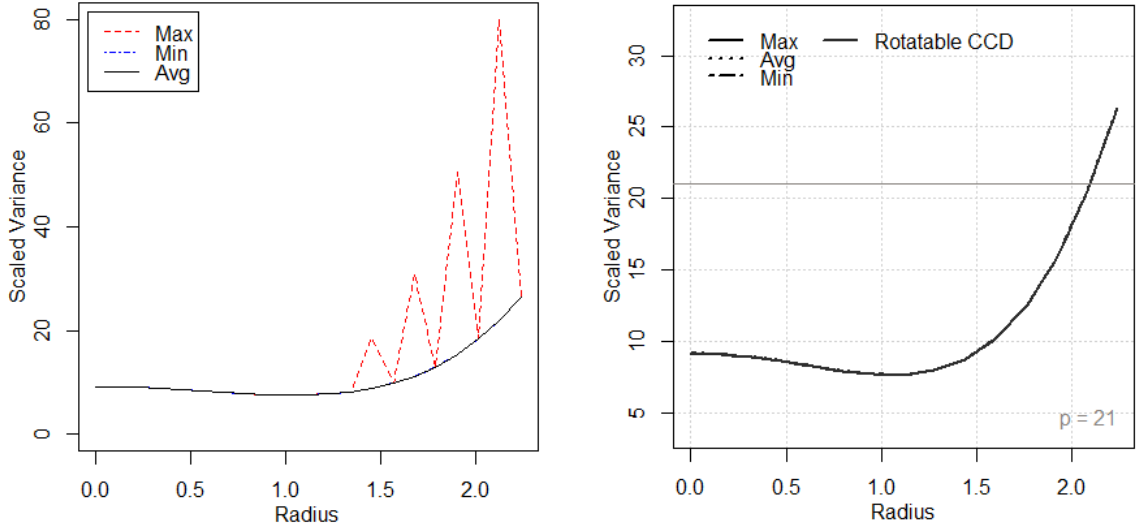 Max
Min
Avg
80
60
40
20
0
Scaled Variance
0.0 0.5 1.0 1.5 2.0
Radius
Max Rotatable CCD
Avg
Min
30
25
20
15
10
5
Scaled Variance
p = 21
0.0 0.5 1.0 1.5 2.0
Radius